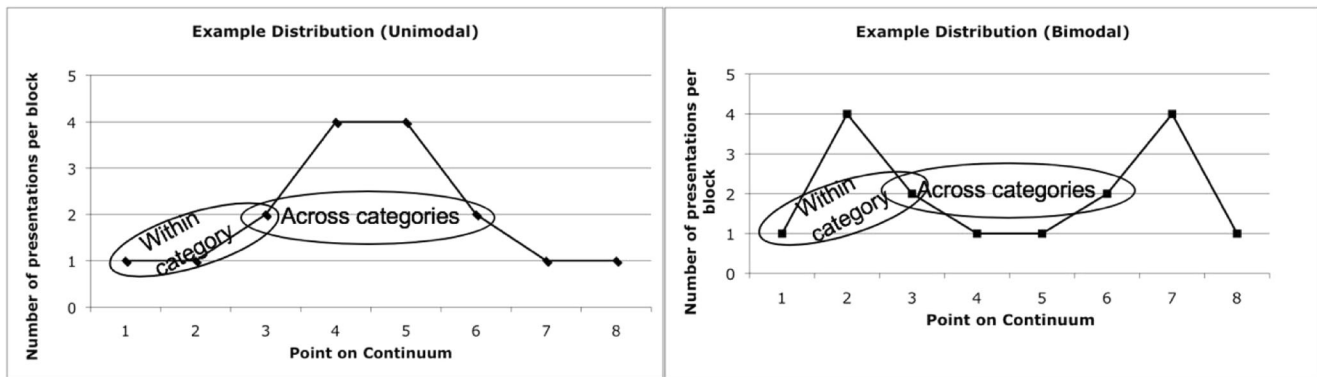 Example Distribution (Unimodal)
Number of presentations per block
5
4
3
2
1
0
Within
category
Across categories
1 2 3 4 5 6 7 8
Point on Continuum
Example Distribution (Bimodal)
Number of presentations per
block
5
4
3
2
1
0
Within
category
Across categories
1 2 3 4 5 6 7 8
Point on Continuum